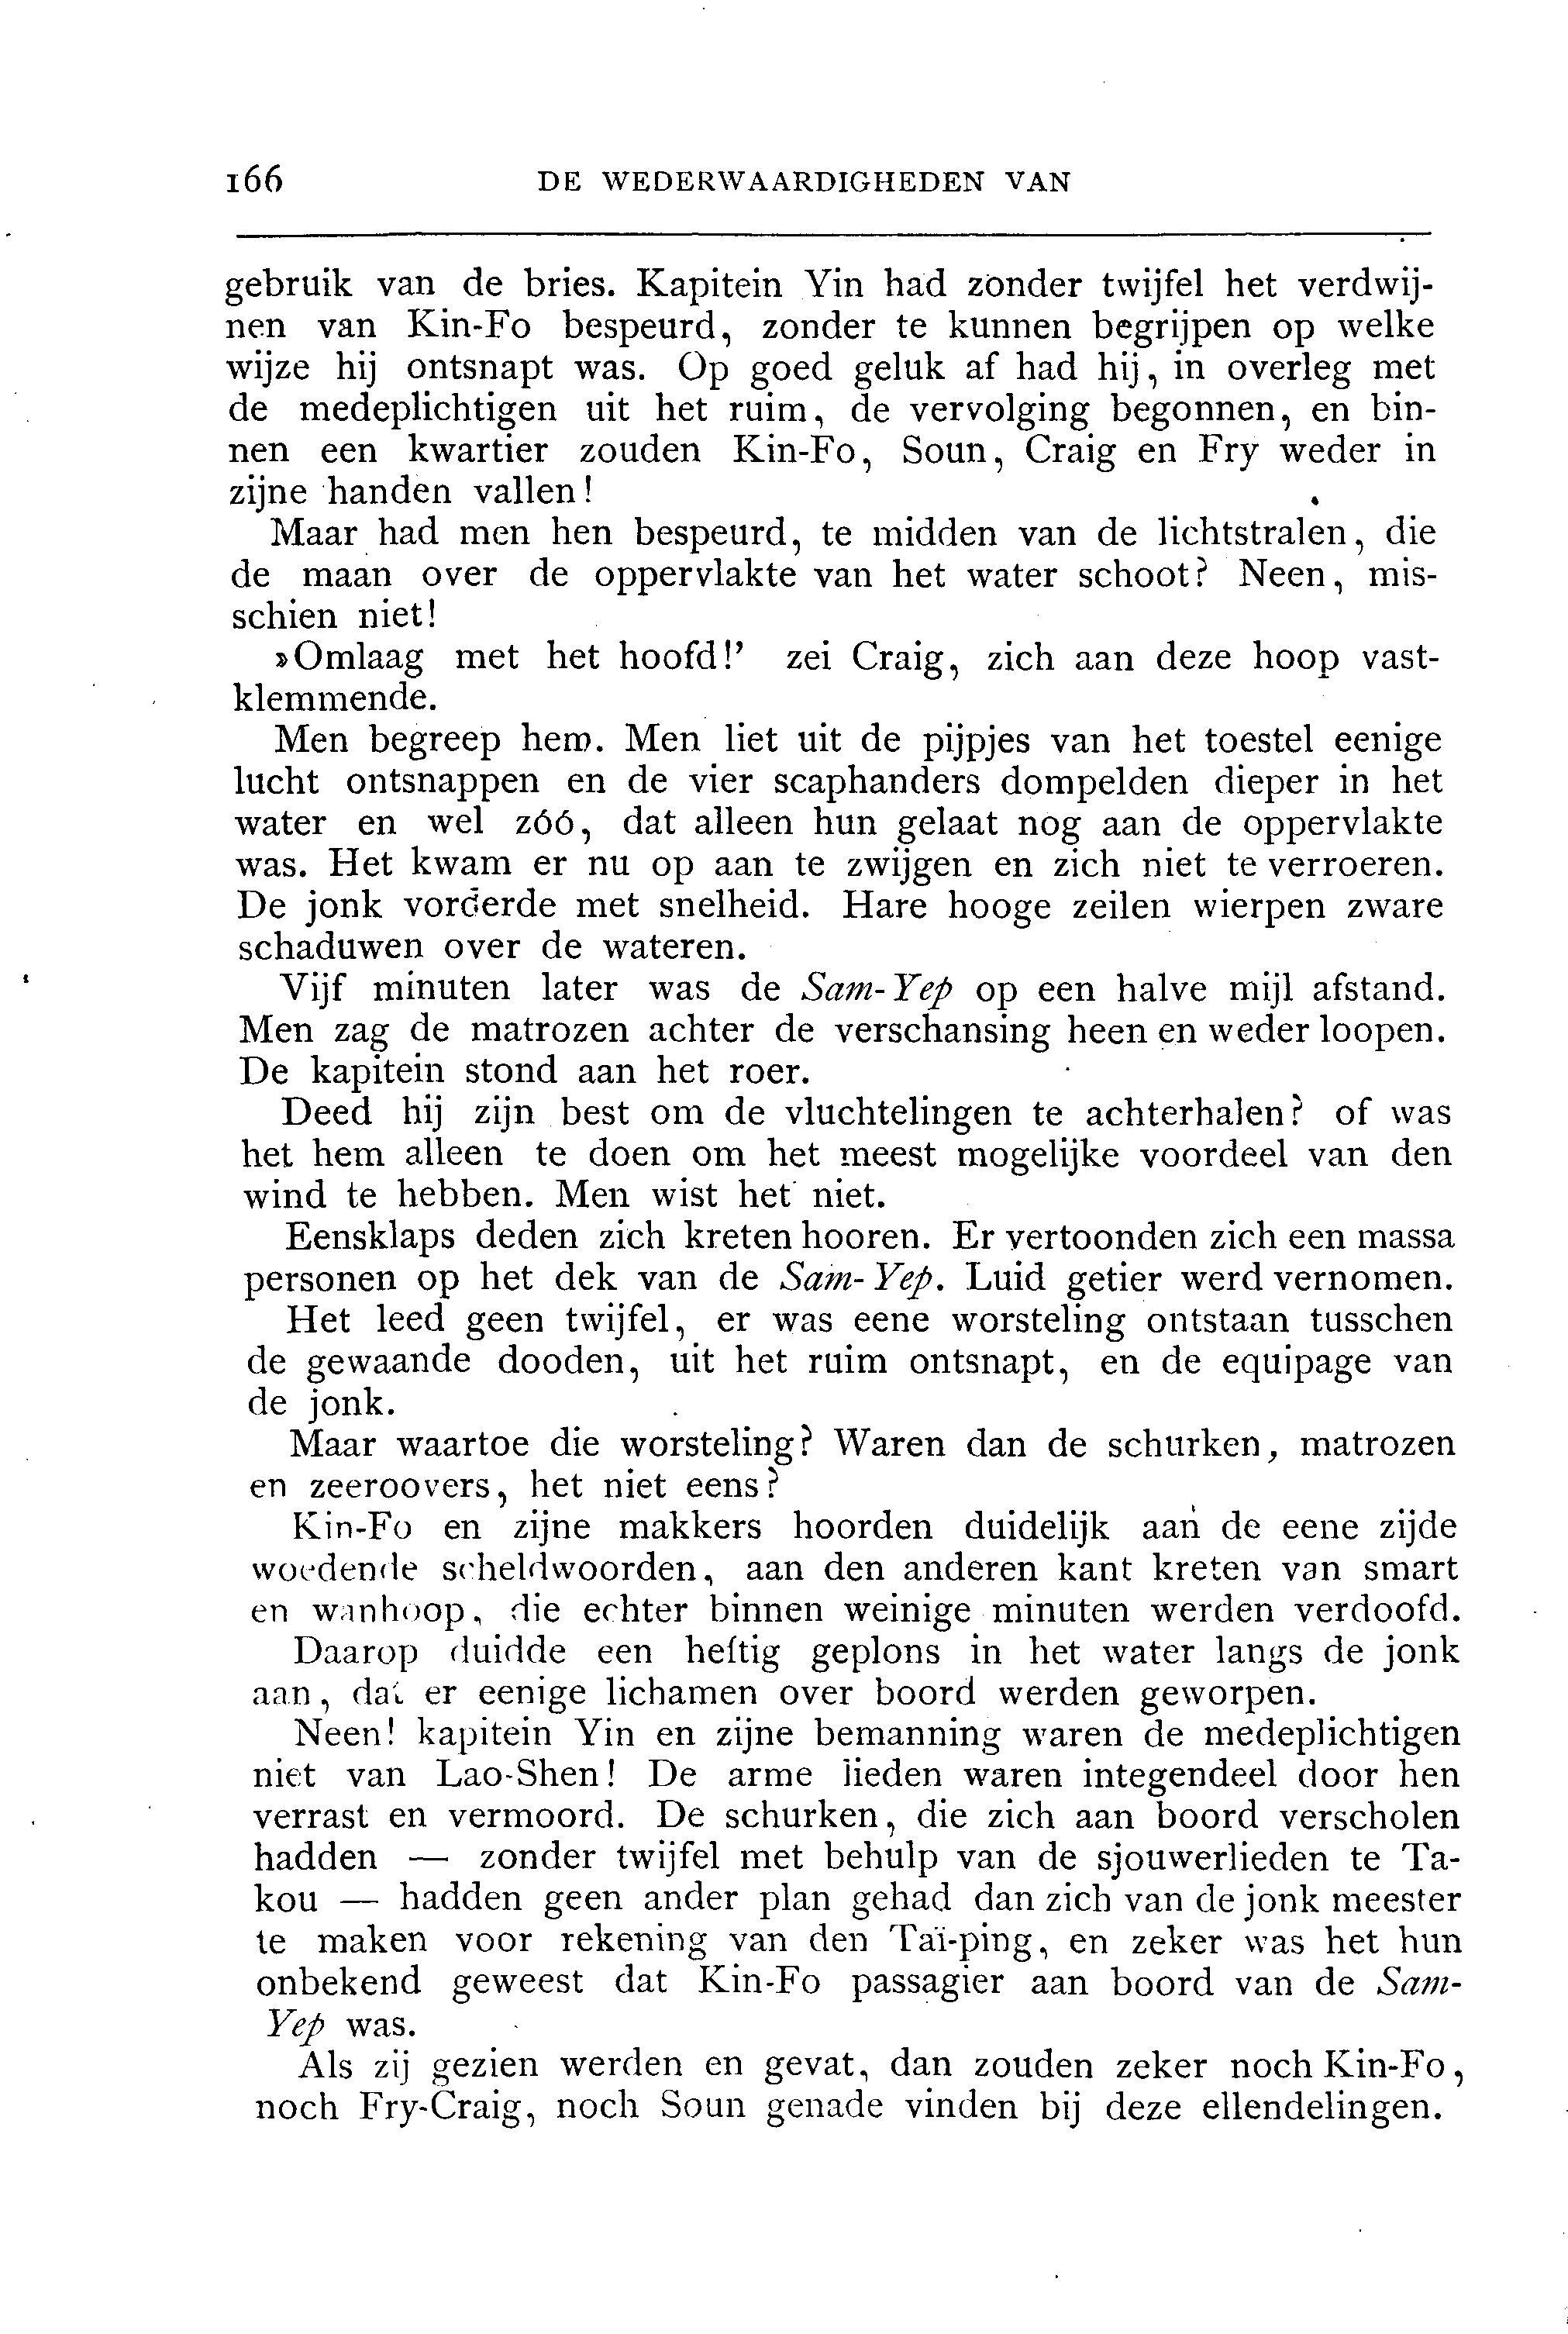 166 DE WEDERWAARDIGHEDEN VAN
gebruik van de bries. Kapitein Yin had zonder twijfel het verdwij-
nen van Kin-Fo bespeurd, zonder te kunnen begrijpen op welke
wijze hij ontsnapt was. Op goed geluk af had hij, in overleg met
de medeplichtigen uit het ruim, de vervolging begonnen, en bin-
nen een kwartier zouden Kin-Fo, Soun, Craig en Fry weder in
zijne handen vallen!
Maar had men hen bespeurd, te midden van de lichtstralen, die
de maan over de oppervlakte van het water schoot? Neen, mis-
schien niet!
»Omlaag met het hoofd!’ zei Craig, zich aan deze hoop vast-
klemmende.
Men begreep hem. Men liet uit de pijpjes van het toestel eenige
lucht ontsnappen en de vier scaphanders dompelden dieper in het
water en wel zóó, dat alleen hun gelaat nog aan de oppervlakte
was. Het kwam er nu op aan te zwijgen en zich niet te verroeren.
De jonk vorderde met snelheid. Hare hooge zeilen wierpen zware
schaduwen over de wateren.
Vijf minuten later was de Sam-Yep op een halve mijl afstand.
Men zag de matrozen achter de verschansing heen en weder loopen.
De kapitein stond aan het roer.
Deed hij zijn best om de vluchtelingen te achterhalen? of was
het hem alleen te doen om het meest mogelijke voordeel van den
wind te hebben. Men wist het niet.
Eensklaps deden zich kreten hooren. Er vertoonden zich een massa
personen op het dek van de Sam-Yep. Luid getier werd vernomen.
Het leed geen twijfel, er was eene worsteling ontstaan tusschen
de gewaande dooden, uit het ruim ontsnapt, en de equipage van
de jonk.
Maar waartoe die worsteling? Waren dan de schurken, matrozen
en zeeroovers, het niet eens?
Kin-Fo en zijne makkers hoorden duidelijk aan de eene zijde
woedende scheldwoorden, aan den anderen kant kreten van smart
en wanhoop, die echter binnen weinige minuten werden verdoofd.
Daarop duidde een heftig geplons in het water langs de jonk
aan, dat er eenige lichamen over boord werden geworpen.
Neen! kapitein Yin en zijne bemanning waren de medeplichtigen
niet van Lao-Shen! De arme lieden waren integendeel door hen
verrast en vermoord. De schurken, die zich aan boord verscholen
hadden — zonder twijfel met behulp van de sjouwerlieden te Ta-
kou — hadden geen ander plan gehad dan zich van de jonk meester
te maken voor rekening van den Taï-ping, en zeker was het hun
onbekend geweest dat Kin-Fo passagier aan boord van de Sam-
Yep was.
Als zij gezien werden en gevat, dan zouden zeker noch Kin-Fo,
noch Fry-Craig, noch Soun genade vinden bij deze ellendelingen.